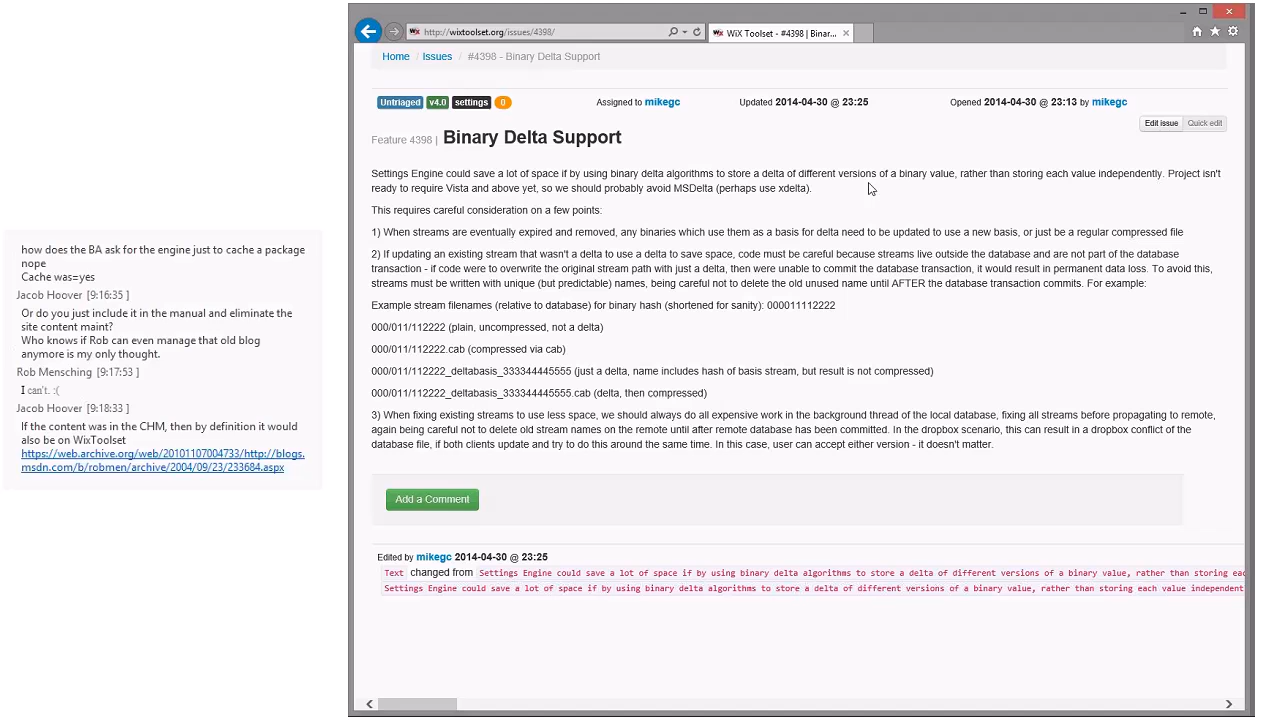 how does the BA ask for the engine just to cache a package
nope
Cache was=yes
Jacob Hoover [9:16:35 ]
Or do you just include it in the manual and eliminate the
site content maint?
Who knows if Rob can even manage that old blog
anymore is my only thought.
Rob Mensching [9:17:53 ]
I can't. :(
Jacob Hoover [9:18:33 ]
If the content was in the CHM, then by definition it would
also be on WixToolset
https://web.archive.org/web/20101107004733/http://blogs.
msdn.com/b/robmen/archive/2004/09/23/233684.aspx
http://wixtoolset.org/issues/4398/
WiX Toolset - #4398 | Binar...
Home / Issues / #4398 - Binary Delta Support
Untriaged v4.0 settings 0 Assigned to mikegc Updated 2014-04-30 @ 23:25 Opened 2014-04-30 @ 23:13 by mikegc
Edit issue Quick edit
Feature 4398 | Binary Delta Support
Settings Engine could save a lot of space if by using binary delta algorithms to store a delta of different versions of a binary value, rather than storing each value independently. Project isn't
ready to require Vista and above yet, so we should probably avoid MSDelta (perhaps use xdelta).
This requires careful consideration on a few points:
1) When streams are eventually expired and removed, any binaries which use them as a basis for delta need to be updated to use a new basis, or just be a regular compressed file
2) If updating an existing stream that wasn't a delta to use a delta to save space, code must be careful because streams live outside the database and are not part of the database
transaction - if code were to overwrite the original stream path with just a delta, then were unable to commit the database transaction, it would result in permanent data loss. To avoid this,
streams must be written with unique (but predictable) names, being careful not to delete the old unused name until AFTER the database transaction commits. For example:
Example stream filenames (relative to database) for binary hash (shortened for sanity): 000011112222
000/011/112222 (plain, uncompressed, not a delta)
000/011/112222.cab (compressed via cab)
000/011/112222_deltabasis_333344445555 (just a delta, name includes hash of basis stream, but result is not compressed)
000/011/112222_deltabasis_333344445555.cab (delta, then compressed)
3) When fixing existing streams to use less space, we should always do all expensive work in the background thread of the local database, fixing all streams before propagating to remote,
again being careful not to delete old stream names on the remote until after remote database has been committed. In the dropbox scenario, this can result in a dropbox conflict of the
database file, if both clients update and try to do this around the same time. In this case, user can accept either version - it doesn't matter.
Add a Comment
Edited by mikegc 2014-04-30 @ 23:25
Text changed from Settings Engine could save a lot of space if by using binary delta algorithms to store a delta of different versions of a binary value, rather than storing eac
Settings Engine could save a lot of space if by using binary delta algorithms to store a delta of different versions of a binary value, rather than storing each value independent